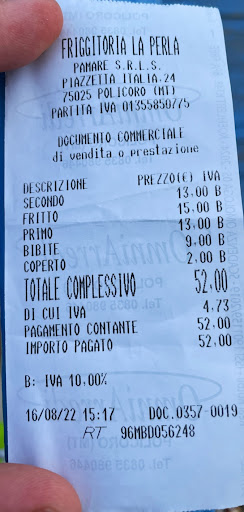 FRIGGITORIA LA PERLA
PAMARE S.R.L.S.
PIAZZETTA ITALIA.24
75025 POLICORO (MT)
PARTITA IVA 01355850775
DOCUMENTO COMMERCIALE
di vendita o prestazione
DESCRIZIONE PREZZO(€) IVA
SECONDO 13,00 B
FRITTO 15,00 B
PRIMO 13,00 B
BIBITE 9,00 B
COPERTO 2,00 B
TOTALE COMPLESSIVO 52,00
DI CUI IVA 4,73
PAGAMENTO CONTANTE 52,00
IMPORTO PAGATO 52,00
B: IVA 10,00%
16/08/22 15:17 DOC.0357-0019
RT 96MBD056248